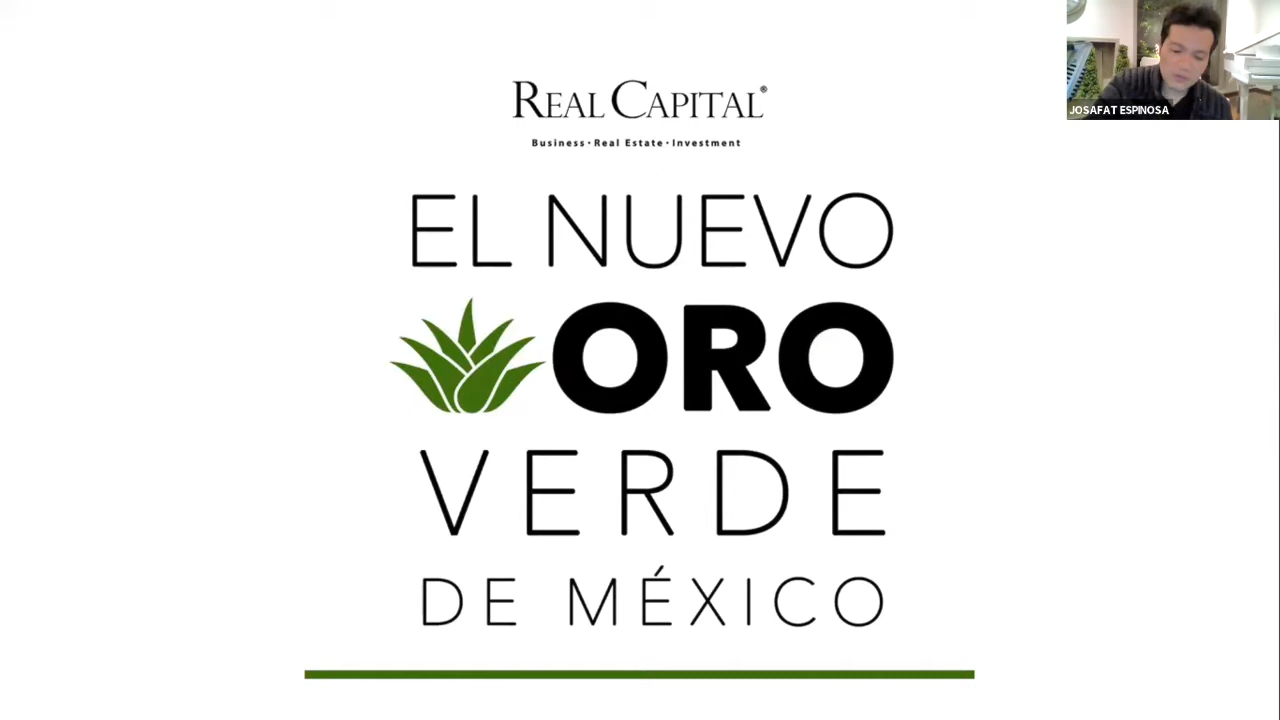 REAL CAPITAL®
Business • Real Estate • Investment
EL NUEVO
ORO
VERDE
DE MÉXICO
JOSAFAT ESPINOSA